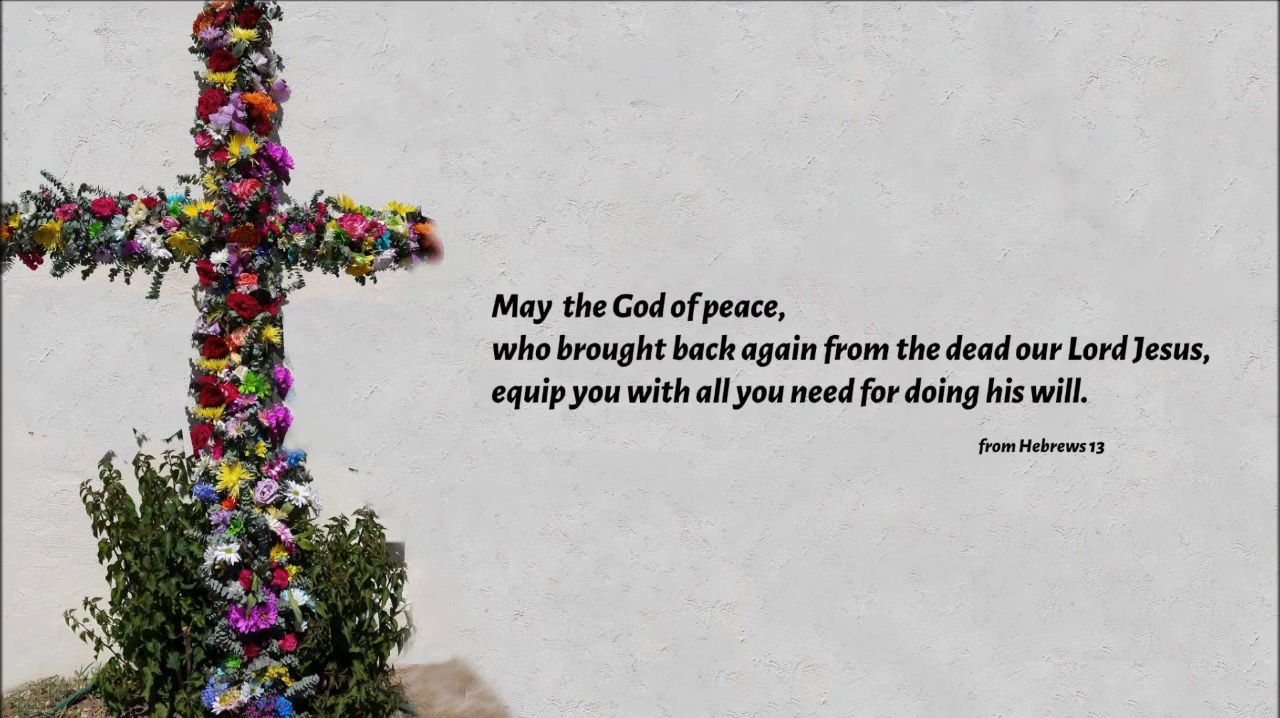 May the God of peace,
who brought back again from the dead our Lord Jesus,
equip you with all you need for doing his will.
from Hebrews 13